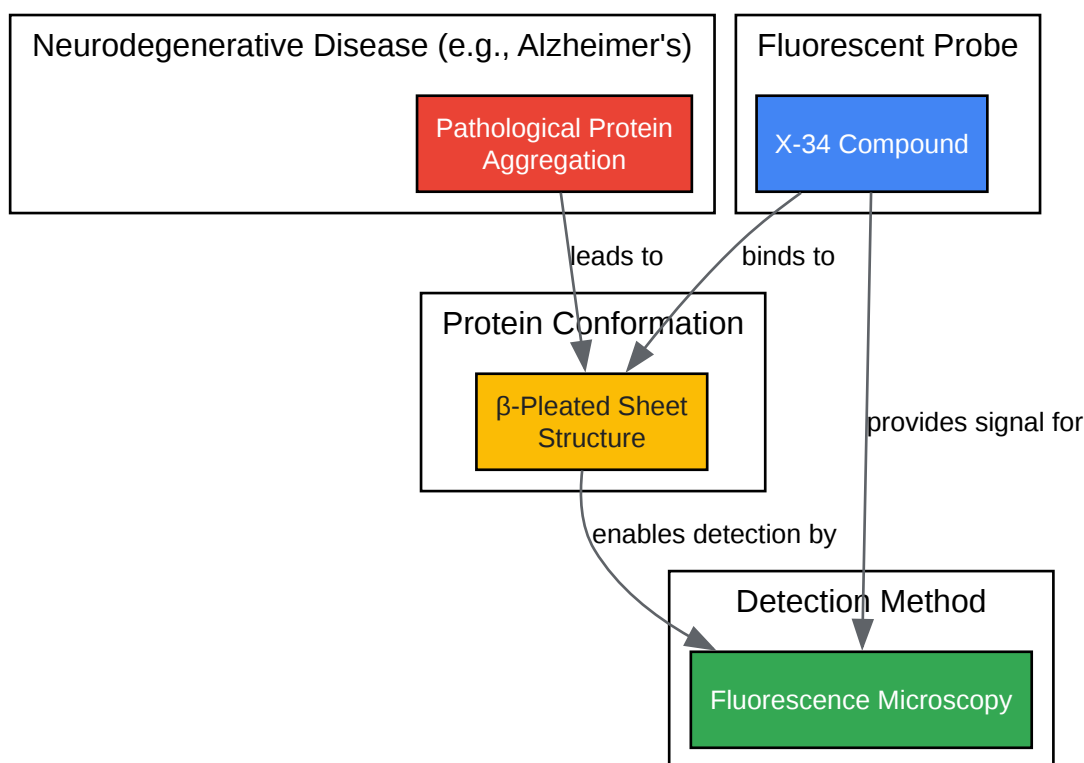 Neurodegenerative Disease (e.g., Alzheimer's)
Fluorescent Probe
Pathological Protein
Aggregation
X-34 Compound
leads to
binds to
Protein Conformation
β-Pleated Sheet
Structure
provides signal for
enables detection by
Detection Method
Fluorescence Microscopy